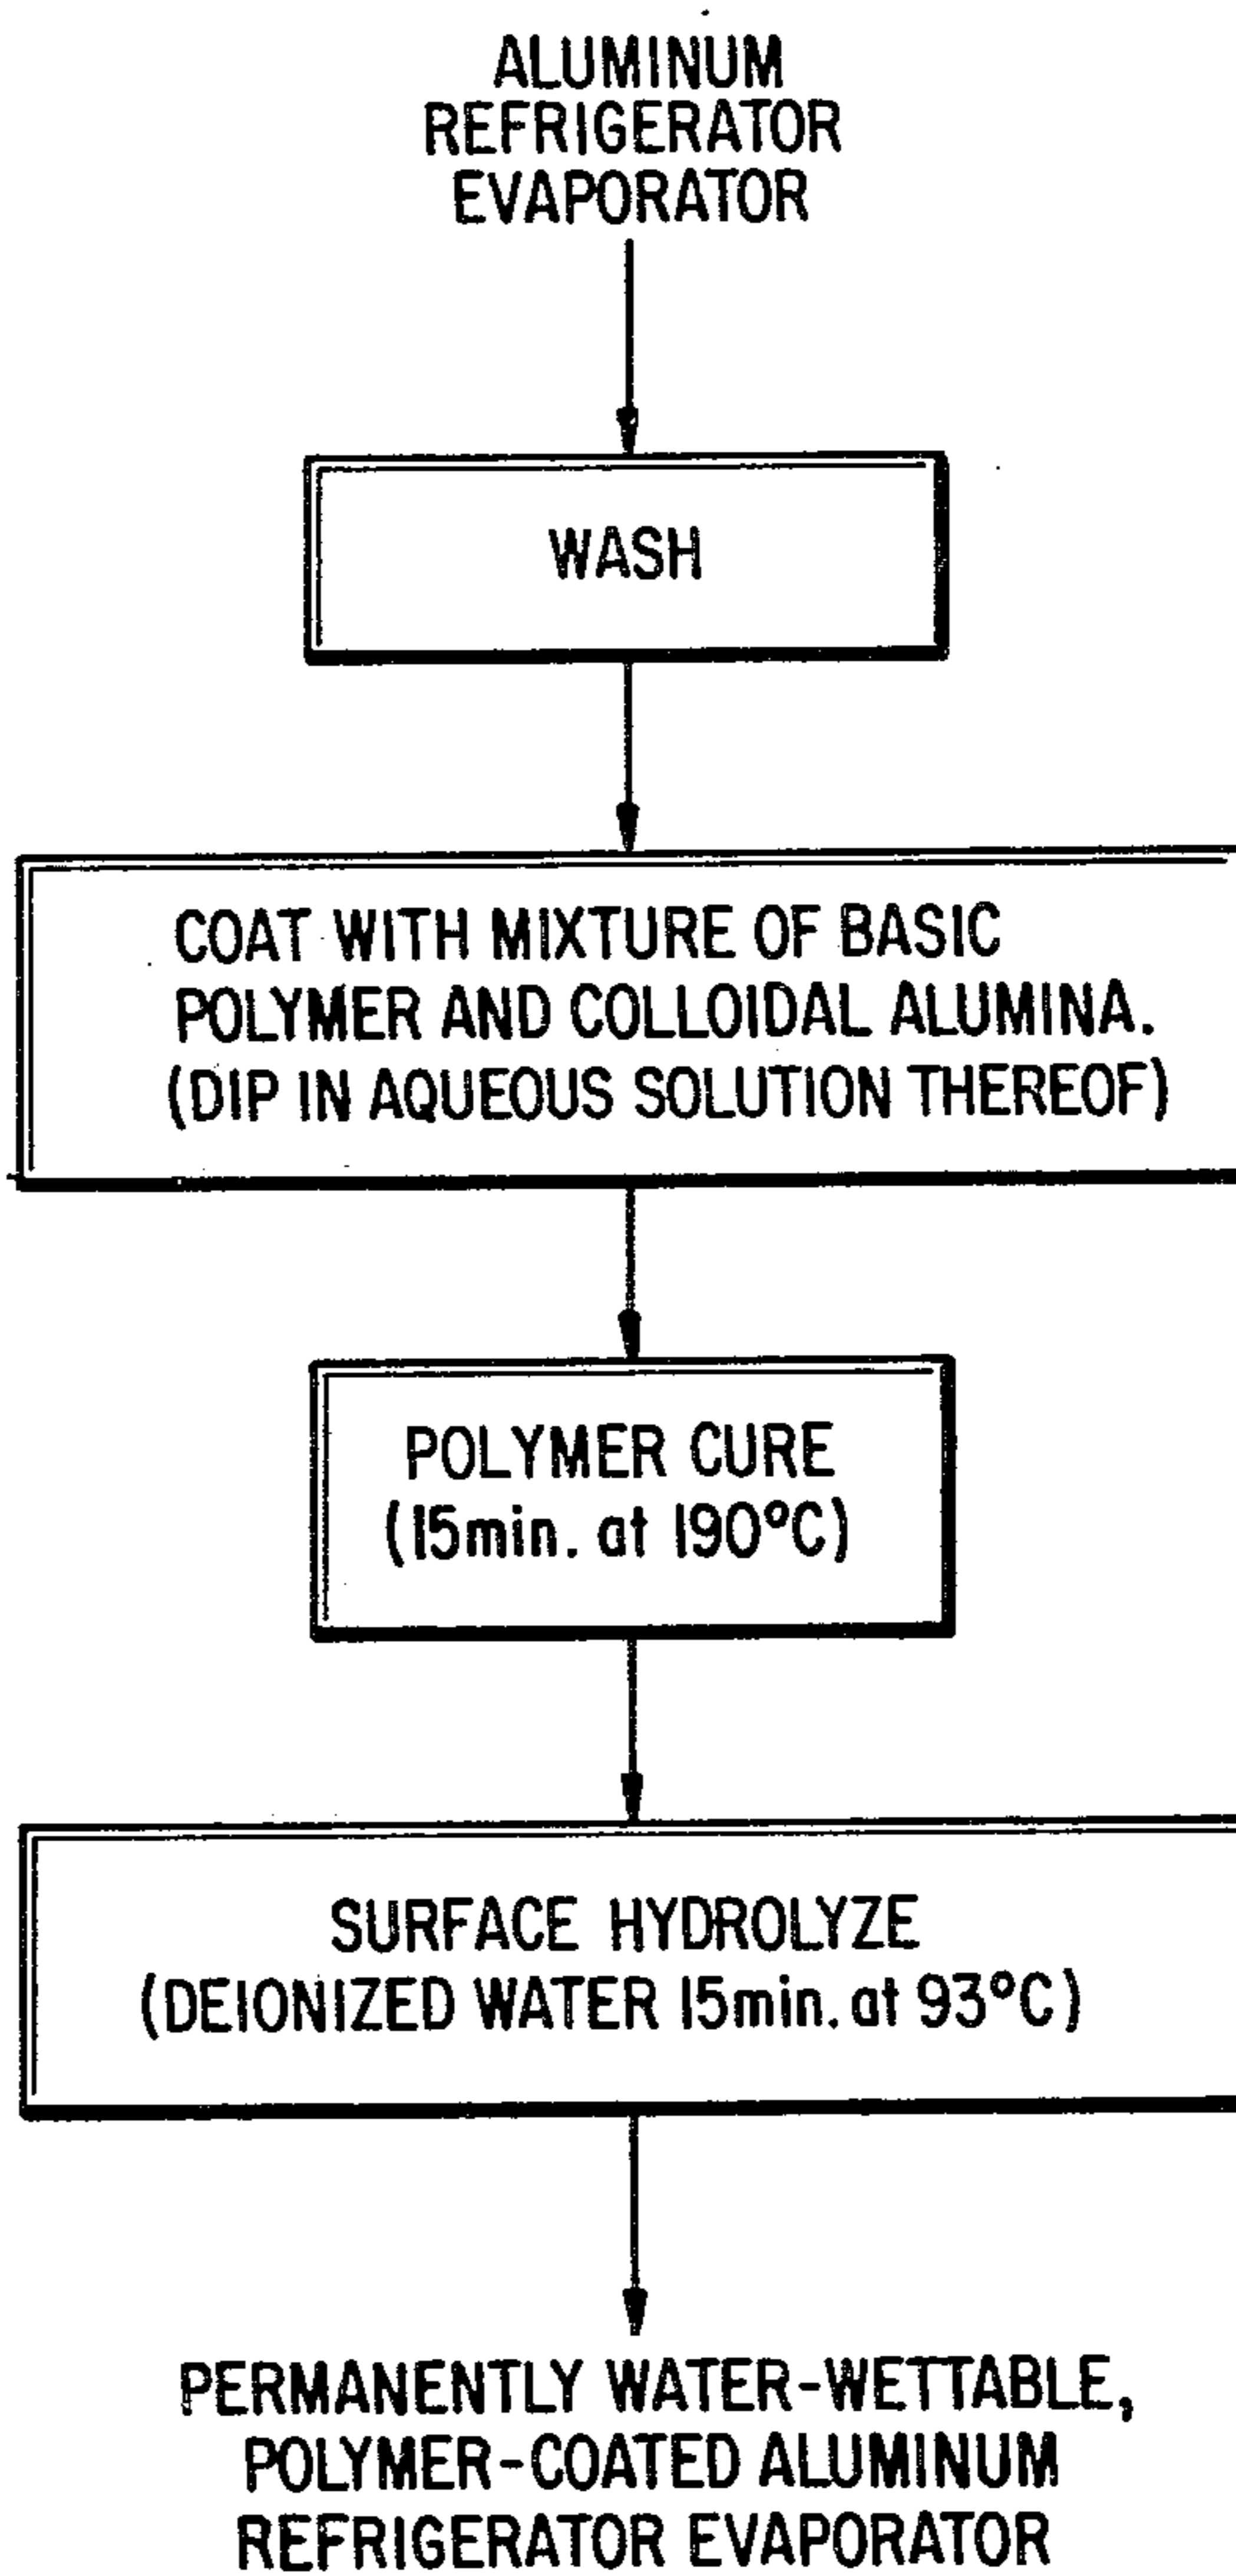 ALUMINUM
REFRIGERATOR
EVAPORATOR
WASH
COAT WITH MIXTURE OF BASIC
POLYMER AND COLLOIDAL ALUMINA.
(DIP IN AQUEOUS SOLUTION THEREOF)
POLYMER CURE
(15min. at 190°C)
SURFACE HYDROLYZE
(DEIONIZED WATER 15min. at 93°C)
PERMANENTLY WATER-WETTABLE,
POLYMER-COATED ALUMINUM
REFRIGERATOR EVAPORATOR